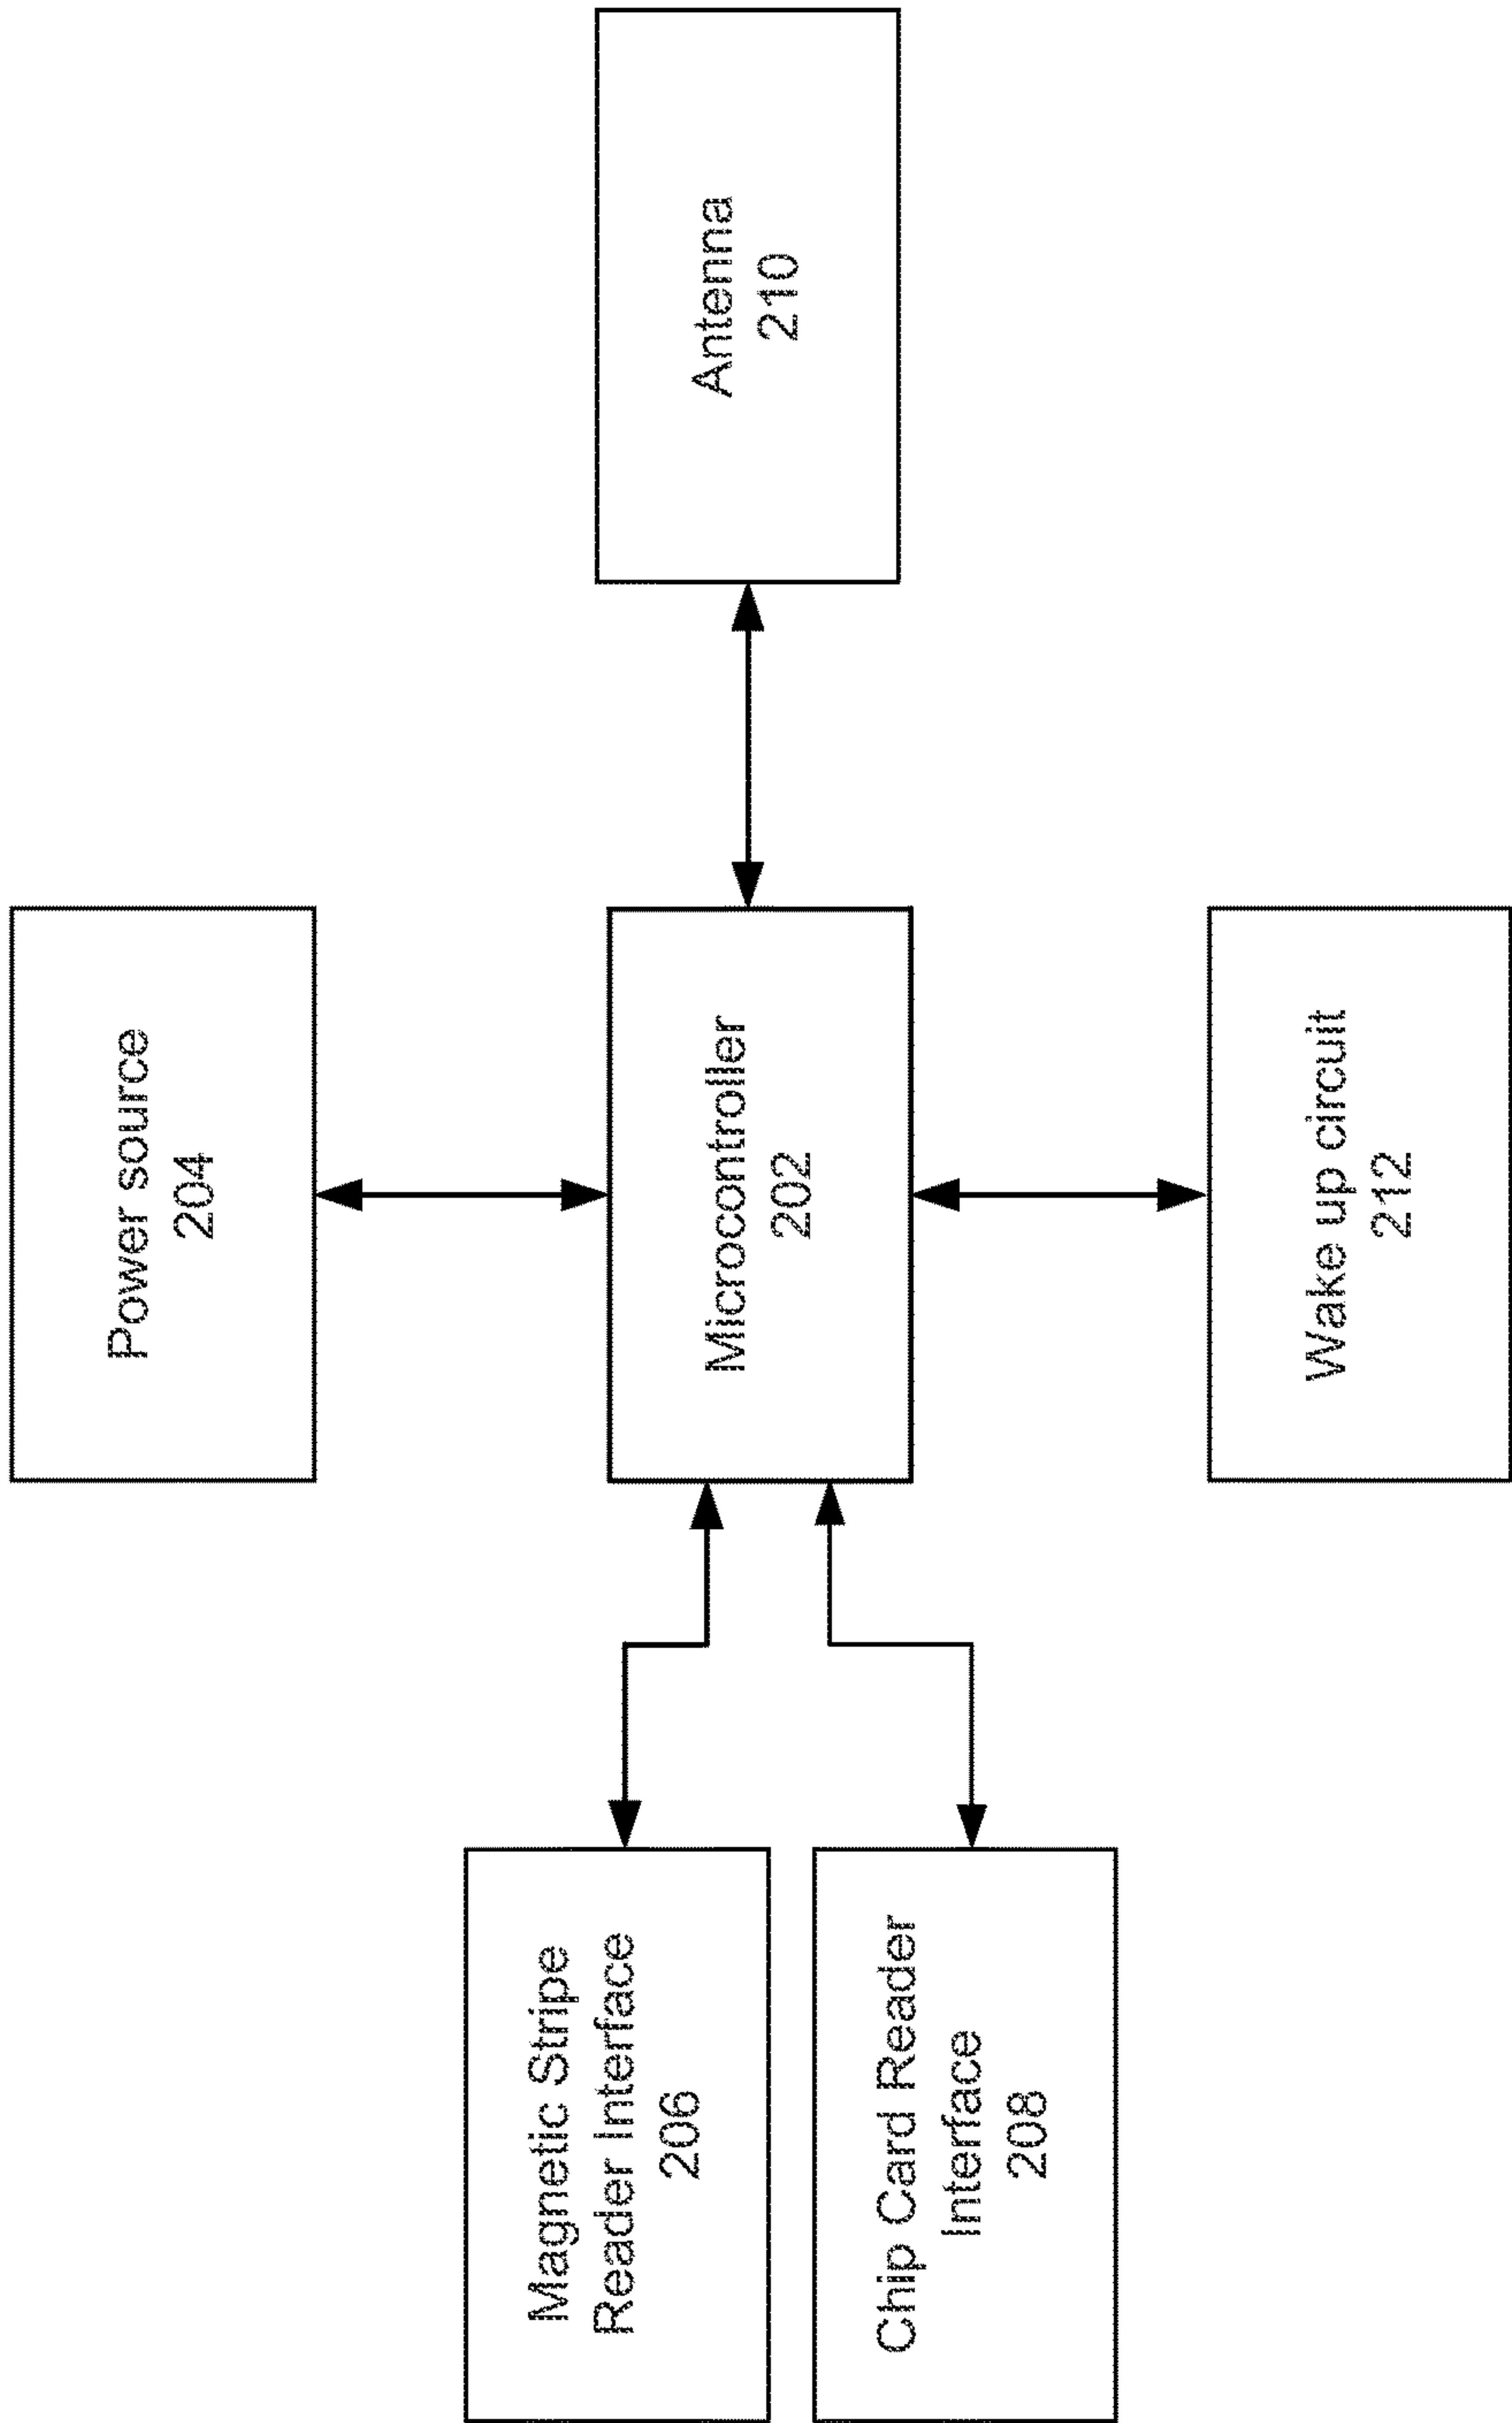 Power source
204
Magnetic Stripe
Reader Interface
206
Microcontroller
202
Antenna
210
Chip Card Reader
Interface
208
Wake up circuit
212